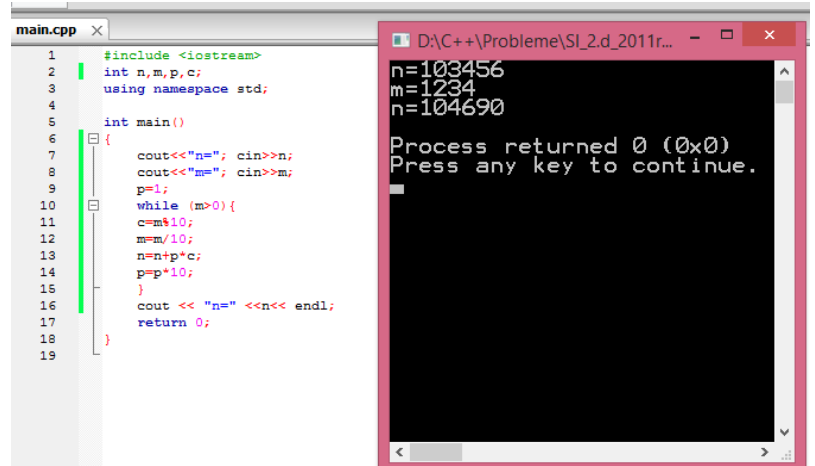 main.cpp ×
1 #include <iostream>
2 int n,m,p,c;
3 using namespace std;
4
5 int main()
6 {
7 cout<<"n="; cin>>n;
8 cout<<"m="; cin>>m;
9 p=1;
10 while (m>0){
11 c=m%10;
12 m=m/10;
13 n=n+p*c;
14 p=p*10;
15 }
16 cout << "n=" <<n<< endl;
17 return 0;
18 }
19
D:\C++\Probleme\SI_2.d_2011r...
n=103456
m=1234
n=104690
Process returned 0 (0x0)
Press any key to continue.